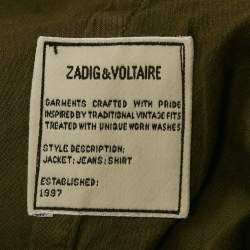 ZADIG&VOLTAIRE
GARMENTS CRAFTED WITH PRIDE
INSPIRED BY TRADITIONAL VINTAGE FITS
TREATED WITH UNIQUE WORN WASHES
STYLE DESCRIPTION:
JACKET: JEANS: SHIRT
ESTABLISHED:
1997